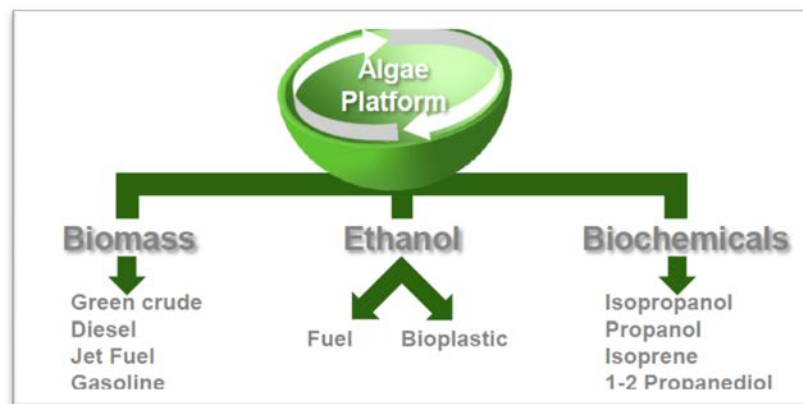 Algae
Platform
Biomass
Ethanol
Biochemicals
Green crude
Diesel
Jet Fuel
Gasoline
Fuel
Bioplastic
Isopropanol
Propanol
Isoprene
1-2 Propanediol